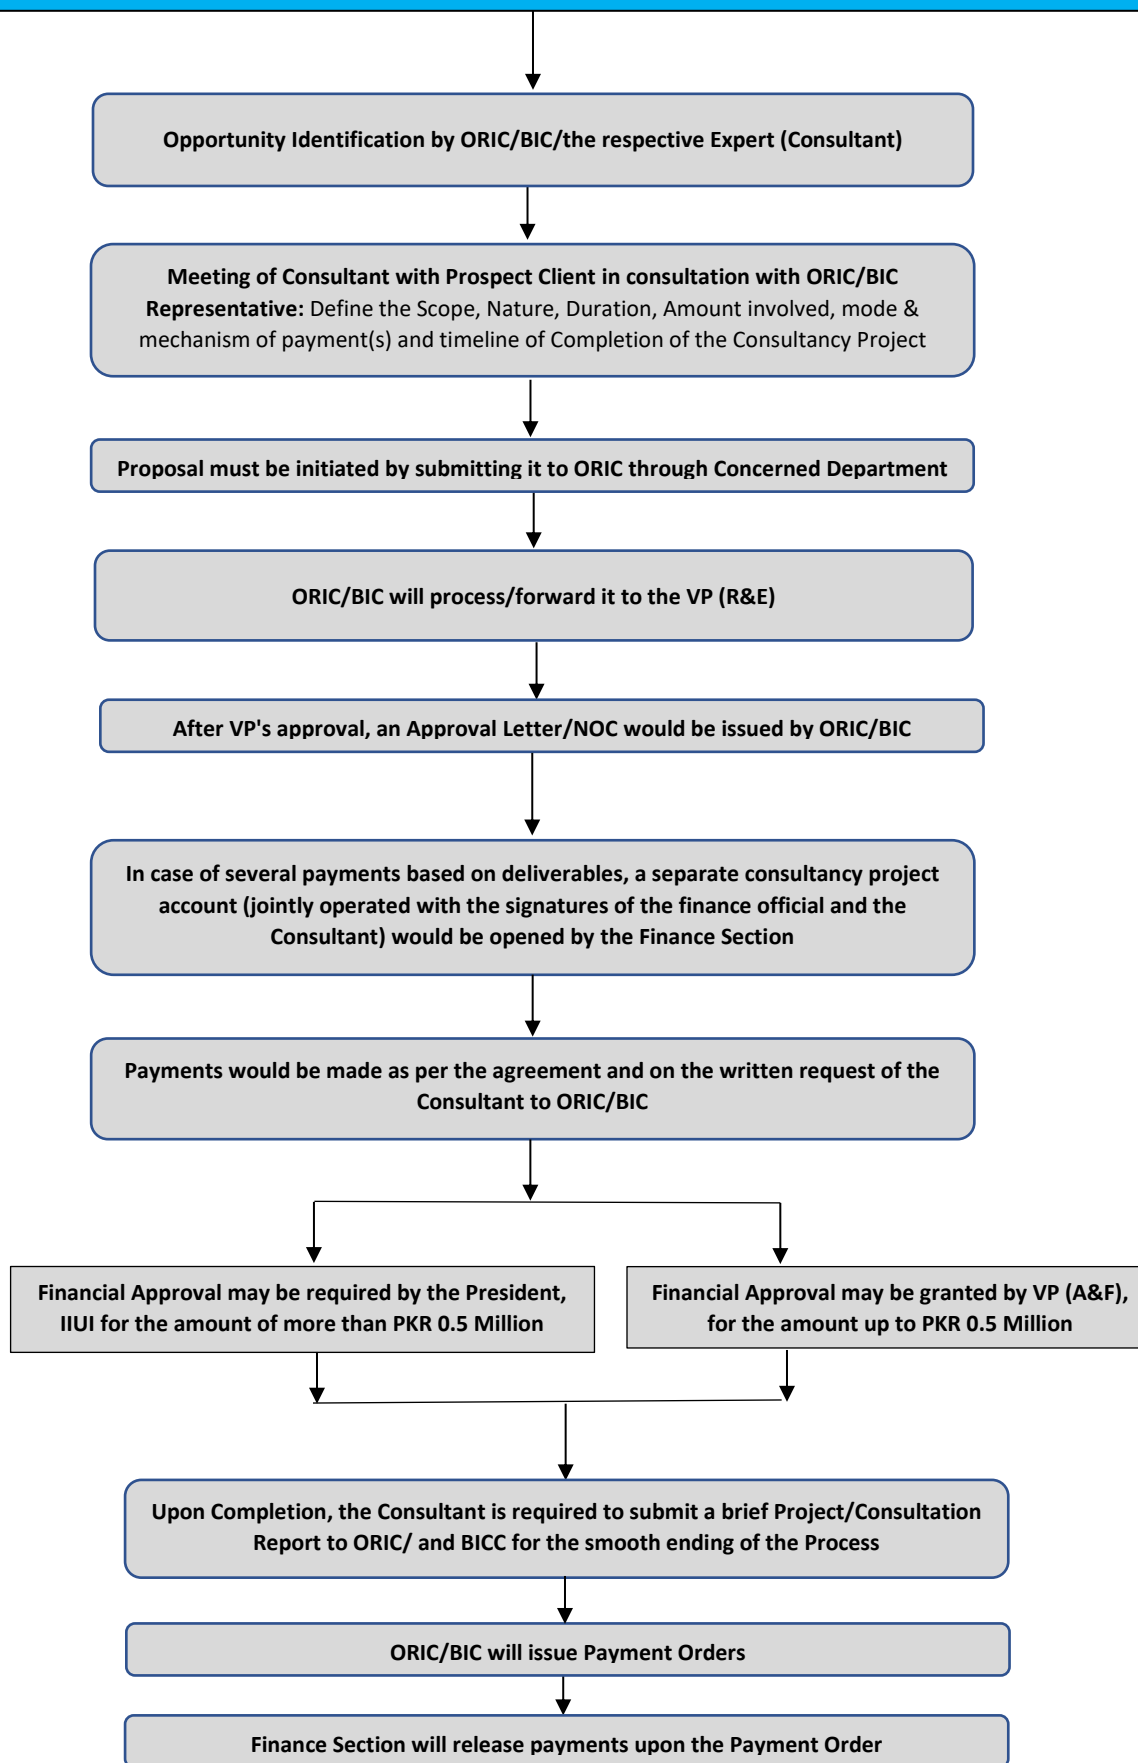 Opportunity Identification by ORIC/BIC/the respective Expert (Consultant)
Meeting of Consultant with Prospect Client in consultation with ORIC/BIC
Representative: Define the Scope, Nature, Duration, Amount involved, mode &
mechanism of payment(s) and timeline of Completion of the Consultancy Project
Proposal must be initiated by submitting it to ORIC through Concerned Department
ORIC/BIC will process/forward it to the VP (R&E)
After VP's approval, an Approval Letter/NOC would be issued by ORIC/BIC
In case of several payments based on deliverables, a separate consultancy project
account (jointly operated with the signatures of the finance official and the
Consultant) would be opened by the Finance Section
Payments would be made as per the agreement and on the written request of the
Consultant to ORIC/BIC
Financial Approval may be required by the President,
IIUI for the amount of more than PKR 0.5 Million
Financial Approval may be granted by VP (A&F),
for the amount up to PKR 0.5 Million
Upon Completion, the Consultant is required to submit a brief Project/Consultation
Report to ORIC/ and BICC for the smooth ending of the Process
ORIC/BIC will issue Payment Orders
Finance Section will release payments upon the Payment Order